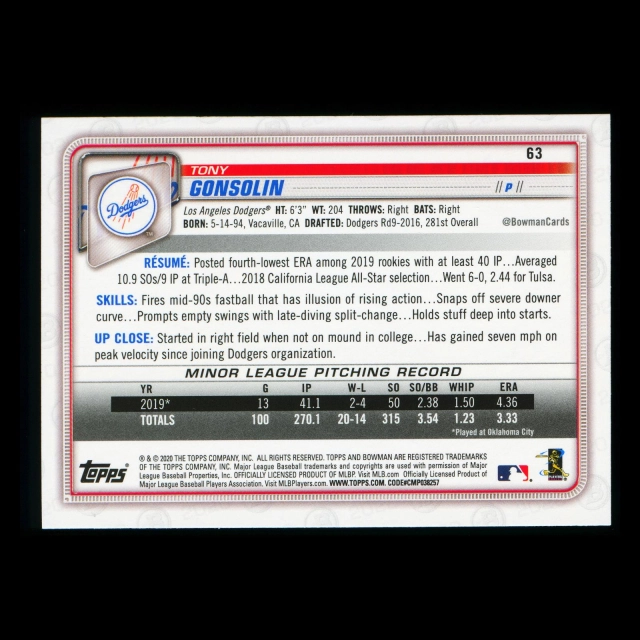 63
TONY
GONSOLIN
// P //
Dodgers
Los Angeles Dodgers® HT: 6'3" WT: 204 THROWS: Right BATS: Right
BORN: 5-14-94, Vacaville, CA DRAFTED: Dodgers Rd9-2016, 281st Overall
@BowmanCards
RÉSUMÉ: Posted fourth-lowest ERA among 2019 rookies with at least 40 IP...Averaged
10.9 SOs/9 IP at Triple-A...2018 California League All-Star selection...Went 6-0, 2.44 for Tulsa.
SKILLS: Fires mid-90s fastball that has illusion of rising action...Snaps off severe downer
curve...Prompts empty swings with late-diving split-change...Holds stuff deep into starts.
UP CLOSE: Started in right field when not on mound in college...Has gained seven mph on
peak velocity since joining Dodgers organization.
MINOR LEAGUE PITCHING RECORD
YR G IP W-L SO SO/BB WHIP ERA
2019* 13 41.1 2-4 50 2.38 1.50 4.36
TOTALS 100 270.1 20-14 315 3.54 1.23 3.33
*Played at Oklahoma City
Topps
® & © 2020 THE TOPPS COMPANY, INC. ALL RIGHTS RESERVED. TOPPS AND BOWMAN ARE REGISTERED TRADEMARKS
OF THE TOPPS COMPANY, INC. Major League Baseball trademarks and copyrights are used with permission of Major
League Baseball Properties, Inc. OFFICIALLY LICENSED PRODUCT OF MLBP. Visit MLB.com. Officially Licensed Product of
Major League Baseball Players Association. Visit MLBPlayers.com. WWW.TOPPS.COM. CODE#CMP038257